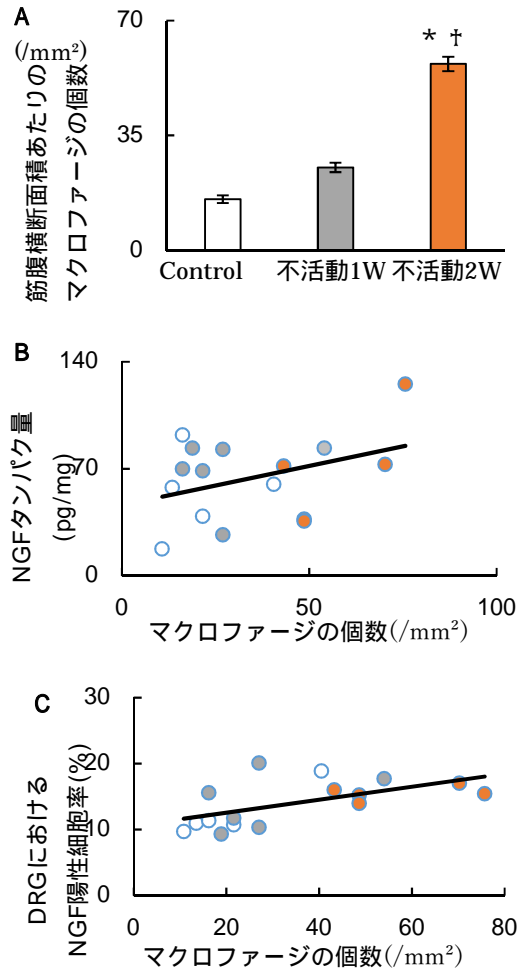 A
(/mm²)
筋腹横断面積あたりの
マクロファージの個数
70
35
0
* †
Control 不活動1W 不活動2W
B
NGFタンパク量
(pg/mg)
140
70
0
0 50 100
マクロファージの個数(/mm²)
C
DRGにおける
NGF陽性細胞率(%)
30
20
10
0
0 20 40 60 80
マクロファージの個数(/mm²)